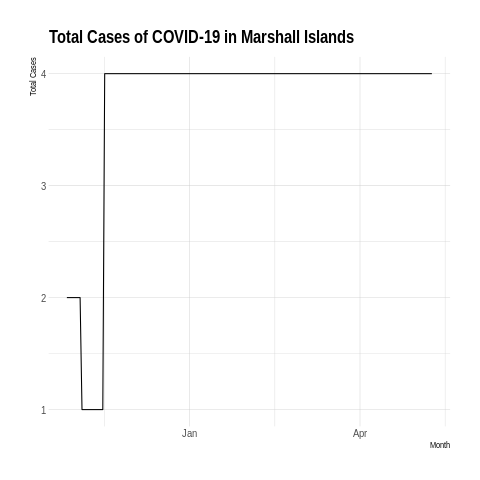 Total Cases of COVID-19 in Marshall Islands
Total Cases
4
3
2
1
Jan Apr
Month